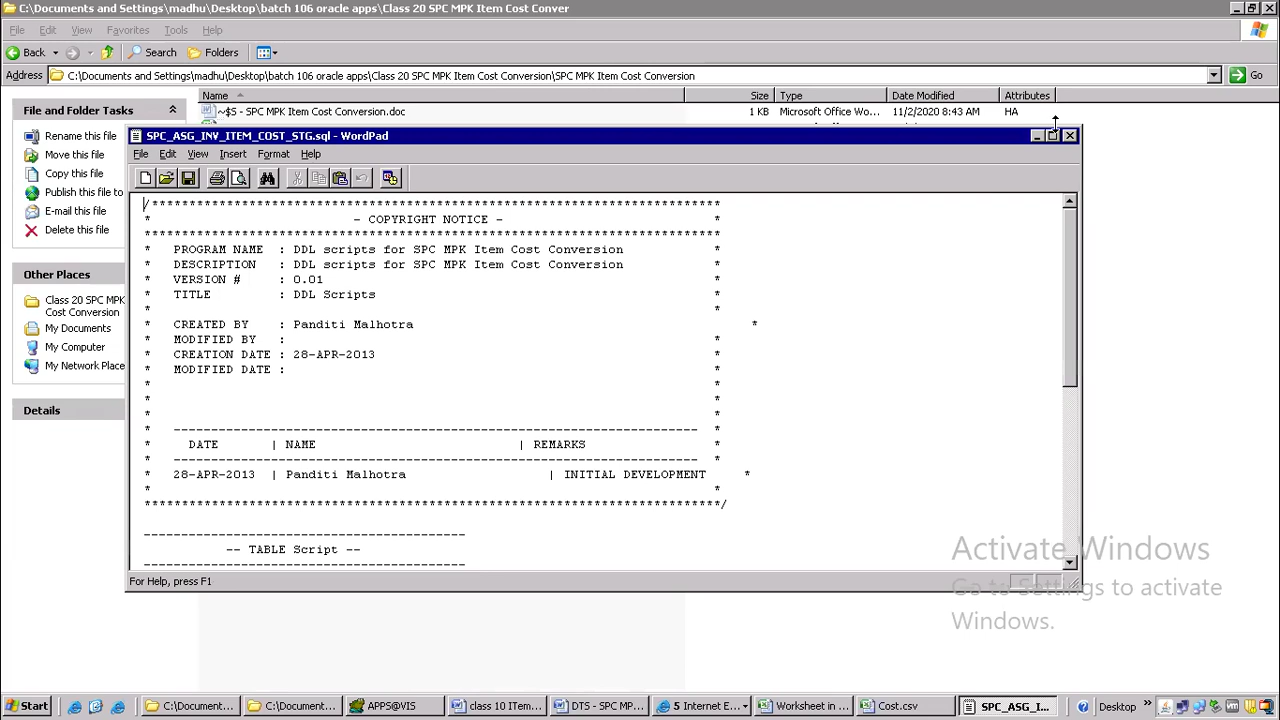 C:\Documents and Settings\madhu\Desktop\batch 106 oracle apps\Class 20 SPC MPK Item Cost Conver
File Edit View Favorites Tools Help
Back Search Folders
Address C:\Documents and Settings\madhu\Desktop\batch 106 oracle apps\Class 20 SPC MPK Item Cost Conversion\SPC MPK Item Cost Conversion Go
File and Folder Tasks
Name Size Type Date Modified Attributes
~$S - SPC MPK Item Cost Conversion.doc 1 KB Microsoft Office Wo... 11/2/2020 8:43 AM HA
Rename this file
Move this file
Copy this file
Publish this file to
E-mail this file
Delete this file
Other Places
Class 20 SPC MPK
Conversion
My Documents
My Computer
My Network Place
Details
SPC_ASG_INV_ITEM_COST_STG.sql - WordPad
File Edit View Insert Format Help
/****************************************************************************
* - COPYRIGHT NOTICE - *
*****************************************************************************
* PROGRAM NAME : DDL scripts for SPC MPK Item Cost Conversion
* DESCRIPTION : DDL scripts for SPC MPK Item Cost Conversion *
* VERSION # : 0.01 *
* TITLE : DDL Scripts *
* *
* CREATED BY : Panditi Malhotra *
* MODIFIED BY : *
* CREATION DATE : 28-APR-2013 *
* MODIFIED DATE : *
* *
* *
* *
* ---------------------------------------------------------------------- *
* DATE | NAME | REMARKS *
* ---------------------------------------------------------------------- *
* 28-APR-2013 | Panditi Malhotra | INITIAL DEVELOPMENT *
* *
*****************************************************************************/
-------------------------------------------
-- TABLE Script --
-------------------------------------------
For Help, press F1
Activate Windows
Go to Settings to activate
Windows.
Start C:\Document... C:\Document... APPS@VIS class 10 ITem... DTS - SPC MP... 5 Internet E... Worksheet in ... Cost.csv SPC_ASG_I... Desktop